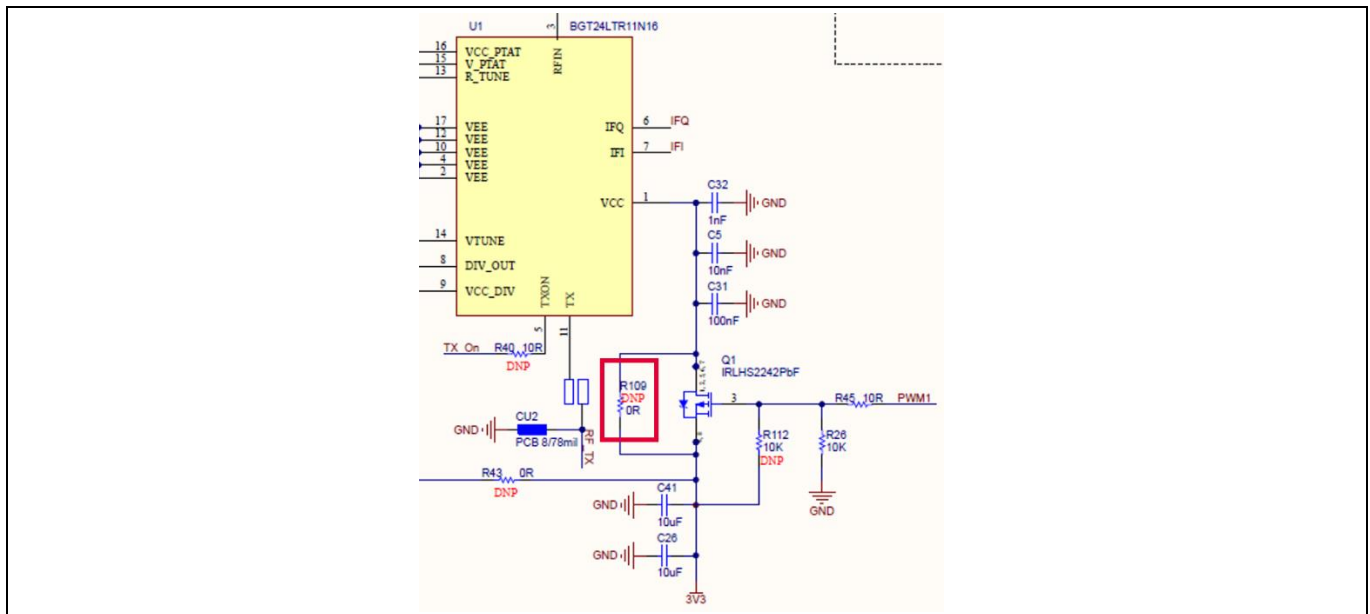 U1
3
BGT24LTR11N16
16
VCC_PTAT
15
V_PTAT
13
R_TUNE
RFIN
17
VEE
12
VEE
10
VEE
4
VEE
2
VEE
IFQ
6
IFQ
IFI
7
IFI
VCC
1
C32
GND
1nF
C5
GND
10nF
C31
GND
100nF
14
VTUNE
8
DIV_OUT
9
VCC_DIV
TXON
TX
5
11
TX_On
R40
10R
DNP
R109
DNP
0R
Q1
IRLHS2242PbF
3
R45
10R
PWM1
CU2
GND
PCB 8/78mil
RF_TX
R112
10K
DNP
R26
10K
GND
R43
0R
DNP
C41
GND
10uF
C26
GND
10uF
3V3